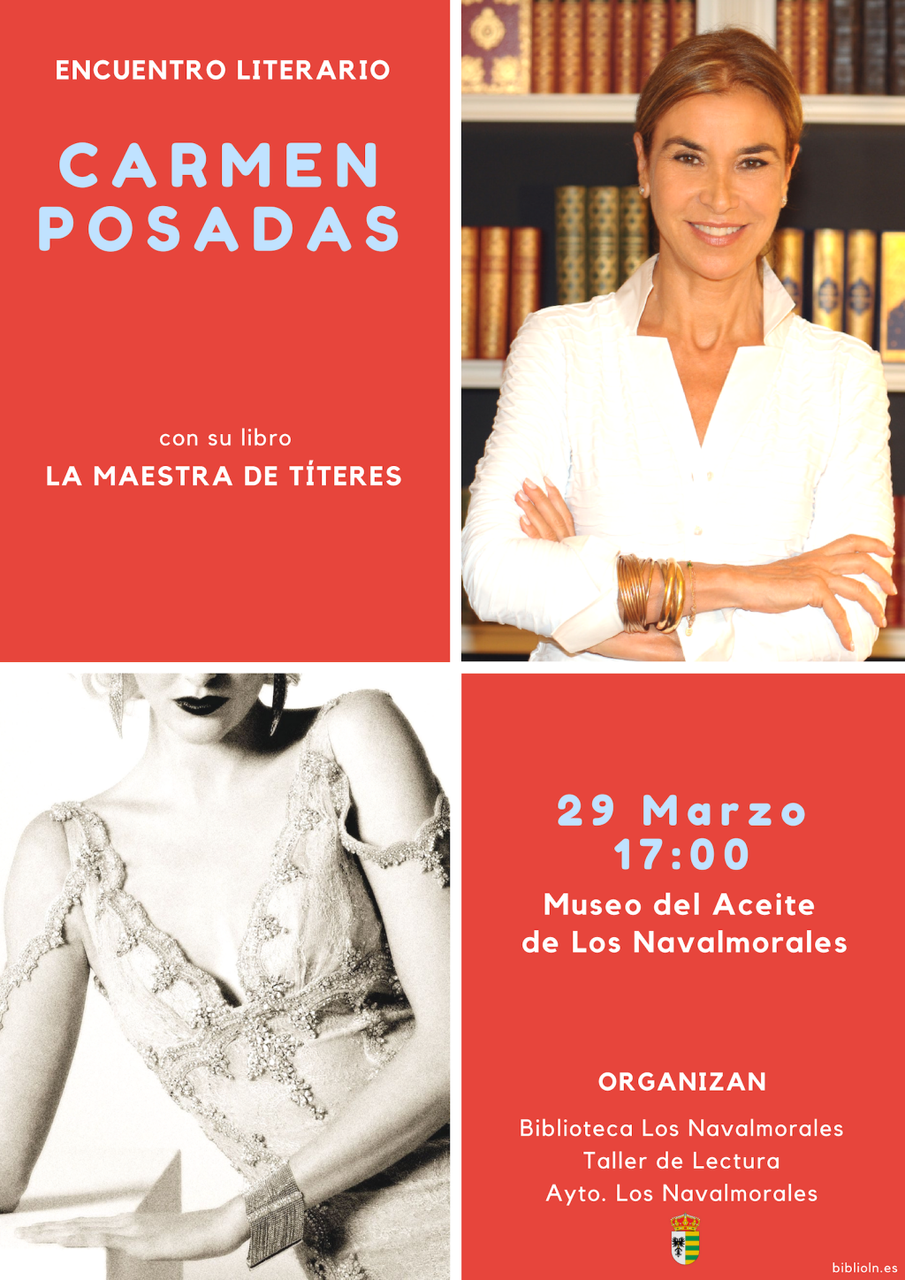 ENCUENTRO LITERARIO
CARMEN
POSADAS
con su libro
LA MAESTRA DE TÍTERES
29 Marzo
17:00
Museo del Aceite
de Los Navalmorales
ORGANIZAN
Biblioteca Los Navalmorales
Taller de Lectura
Ayto. Los Navalmorales
biblioln.es